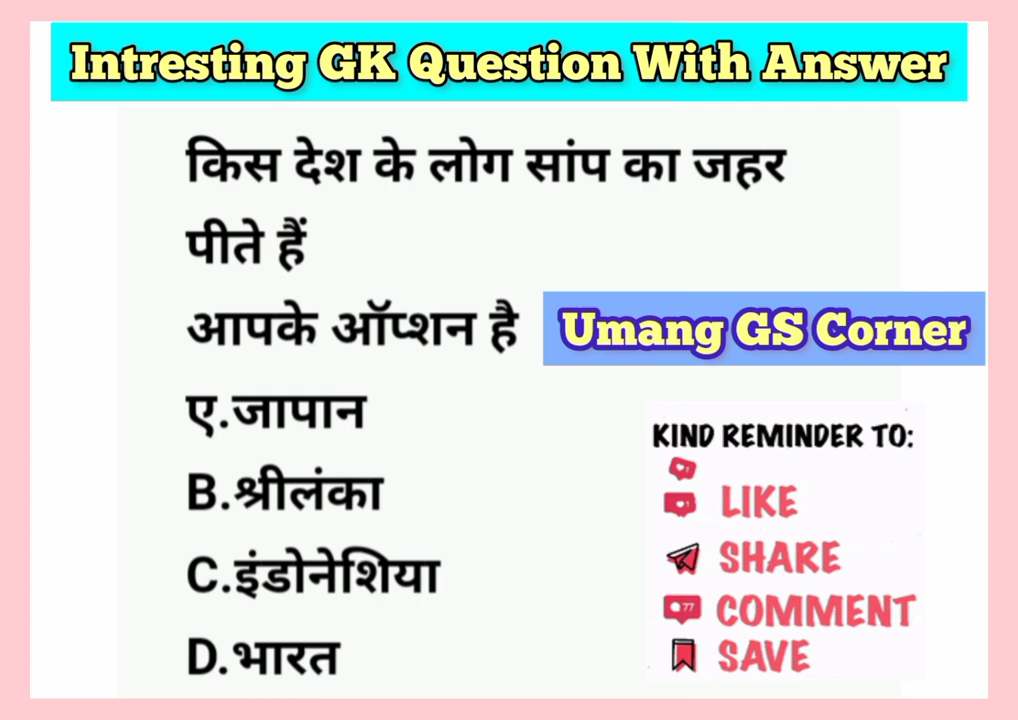 Intresting GK Question With Answer
किस देश के लोग सांप का जहर
पीते हैं
आपके ऑप्शन है
Umang GS Corner
ए.जापान
B.श्रीलंका
C.इंडोनेशिया
D.भारत
KIND REMINDER TO:
LIKE
SHARE
77 COMMENT
SAVE